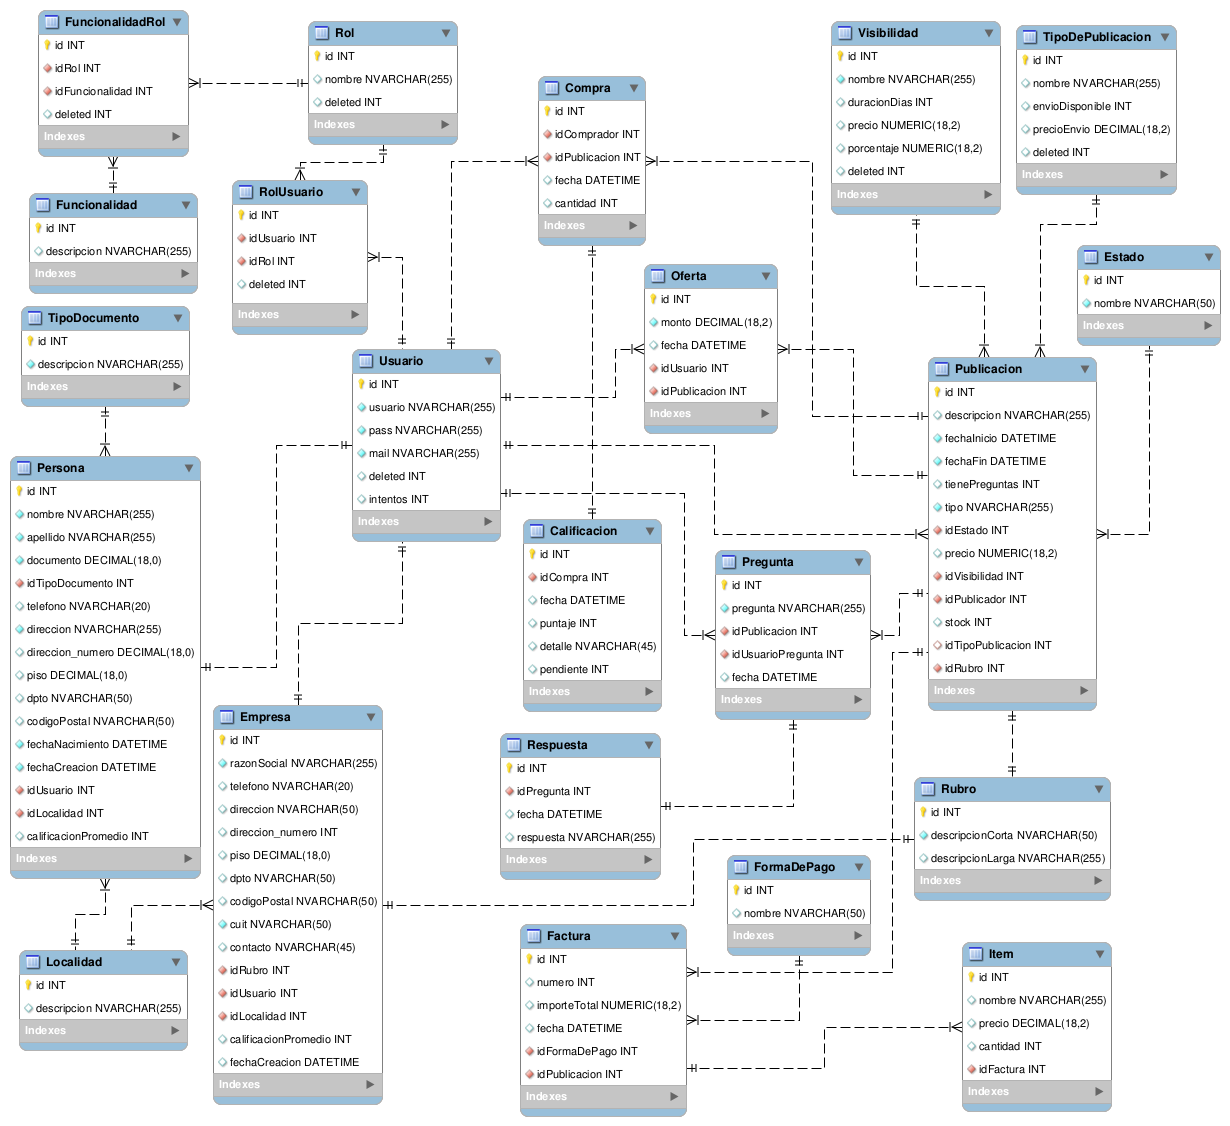 FuncionalidadRol
id INT
idRol INT
idFuncionalidad INT
deleted INT
Indexes
Rol
id INT
nombre NVARCHAR(255)
deleted INT
Indexes
Compra
id INT
idComprador INT
idPublicacion INT
fecha DATETIME
cantidad INT
Indexes
Visibilidad
id INT
nombre NVARCHAR(255)
duracionDias INT
precio NUMERIC(18,2)
porcentaje NUMERIC(18,2)
deleted INT
Indexes
TipoDePublicacion
id INT
nombre NVARCHAR(255)
envioDisponible INT
precioEnvio DECIMAL(18,2)
deleted INT
Indexes
Funcionalidad
id INT
descripcion NVARCHAR(255)
Indexes
RolUsuario
id INT
idUsuario INT
idRol INT
deleted INT
Indexes
Oferta
id INT
monto DECIMAL(18,2)
fecha DATETIME
idUsuario INT
idPublicacion INT
Indexes
Estado
id INT
nombre NVARCHAR(50)
TipoDocumento
id INT
descripcion NVARCHAR(255)
Indexes
Usuario
id INT
usuario NVARCHAR(255)
pass NVARCHAR(255)
mail NVARCHAR(255)
deleted INT
intentos INT
Indexes
Publicacion
id INT
descripcion NVARCHAR(255)
fechaInicio DATETIME
fechaFin DATETIME
tienePreguntas INT
tipo NVARCHAR(255)
idEstado INT
precio NUMERIC(18,2)
idVisibilidad INT
idPublicador INT
stock INT
idTipoPublicacion INT
idRubro INT
Indexes
Persona
id INT
nombre NVARCHAR(255)
apellido NVARCHAR(255)
documento DECIMAL(18,0)
idTipoDocumento INT
telefono NVARCHAR(20)
direccion NVARCHAR(255)
direccion_numero DECIMAL(18,0)
piso DECIMAL(18,0)
dpto NVARCHAR(50)
codigoPostal NVARCHAR(50)
fechaNacimiento DATETIME
fechaCreacion DATETIME
idUsuario INT
idLocalidad INT
calificacionPromedio INT
Indexes
Calificacion
id INT
idCompra INT
fecha DATETIME
puntaje INT
detalle NVARCHAR(45)
pendiente INT
Indexes
Pregunta
id INT
pregunta NVARCHAR(255)
idPublicacion INT
idUsuarioPregunta INT
fecha DATETIME
Indexes
Empresa
id INT
razonSocial NVARCHAR(255)
telefono NVARCHAR(20)
direccion NVARCHAR(50)
direccion_numero INT
piso DECIMAL(18,0)
dpto NVARCHAR(50)
codigoPostal NVARCHAR(50)
cuit NVARCHAR(50)
contacto NVARCHAR(45)
idRubro INT
idUsuario INT
idLocalidad INT
calificacionPromedio INT
fechaCreacion DATETIME
Indexes
Respuesta
id INT
idPregunta INT
fecha DATETIME
respuesta NVARCHAR(255)
Indexes
Rubro
id INT
descripcionCorta NVARCHAR(50)
descripcionLarga NVARCHAR(255)
Indexes
FormaDePago
id INT
nombre NVARCHAR(50)
Indexes
Localidad
id INT
descripcion NVARCHAR(255)
Indexes
Factura
id INT
numero INT
importeTotal NUMERIC(18,2)
fecha DATETIME
idFormaDePago INT
idPublicacion INT
Indexes
Item
id INT
nombre NVARCHAR(255)
precio DECIMAL(18,2)
cantidad INT
idFactura INT
Indexes